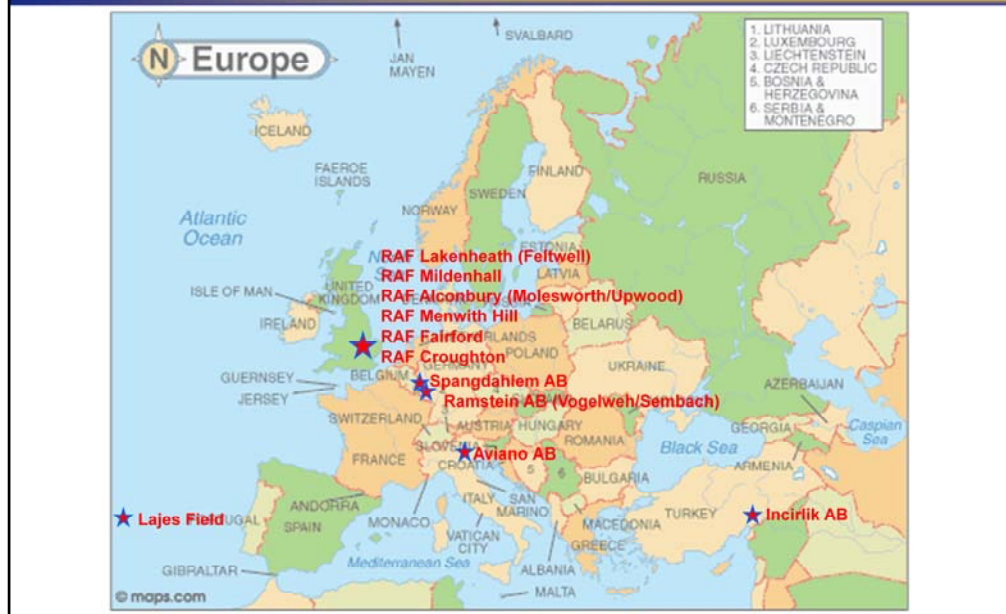 N Europe
JAN
MAYEN
SVALBARD
1. LITHUANIA
2. LUXEMBOURG
3. LIECHTENSTEIN
4. CZECH REPUBLIC
5. BOSNIA &
HERZEGOVINA
6. SERBIA &
MONTENEGRO
ICELAND
FAEROE
ISLANDS
FINLAND
SWEDEN
RUSSIA
NORWAY
Atlantic
Ocean
ESTONIA
LATVIA
RAF Lakenheath (Feltwell)
RAF Mildenhall
RAF Alconbury (Molesworth/Upwood)
RAF Menwith Hill
RAF Fairford
RAF Croughton
ISLE OF MAN
UNITED
KINGDOM
IRELAND
BELARUS
POLAND
GUERNSEY
JERSEY
BELGIUM
GERMANY
UKRAINE
Spangdahlem AB
Ramstein AB (Vogelweh/Sembach)
AZERBAIJAN
SWITZERLAND
AUSTRIA
HUNGARY
GEORGIA
Caspian
Sea
SLOVENIA
ROMANIA
Black Sea
FRANCE
Aviano AB
CROATIA
5
6
BULGARIA
ARMENIA
ANDORRA
ITALY
SAN
MARINO
Lajes Field
PORTUGAL
SPAIN
MONACO
VATICAN
CITY
MACEDONIA
TURKEY
Incirlik AB
GREECE
Mediterranean Sea
GIBRALTAR
ALBANIA
MALTA
© maps.com